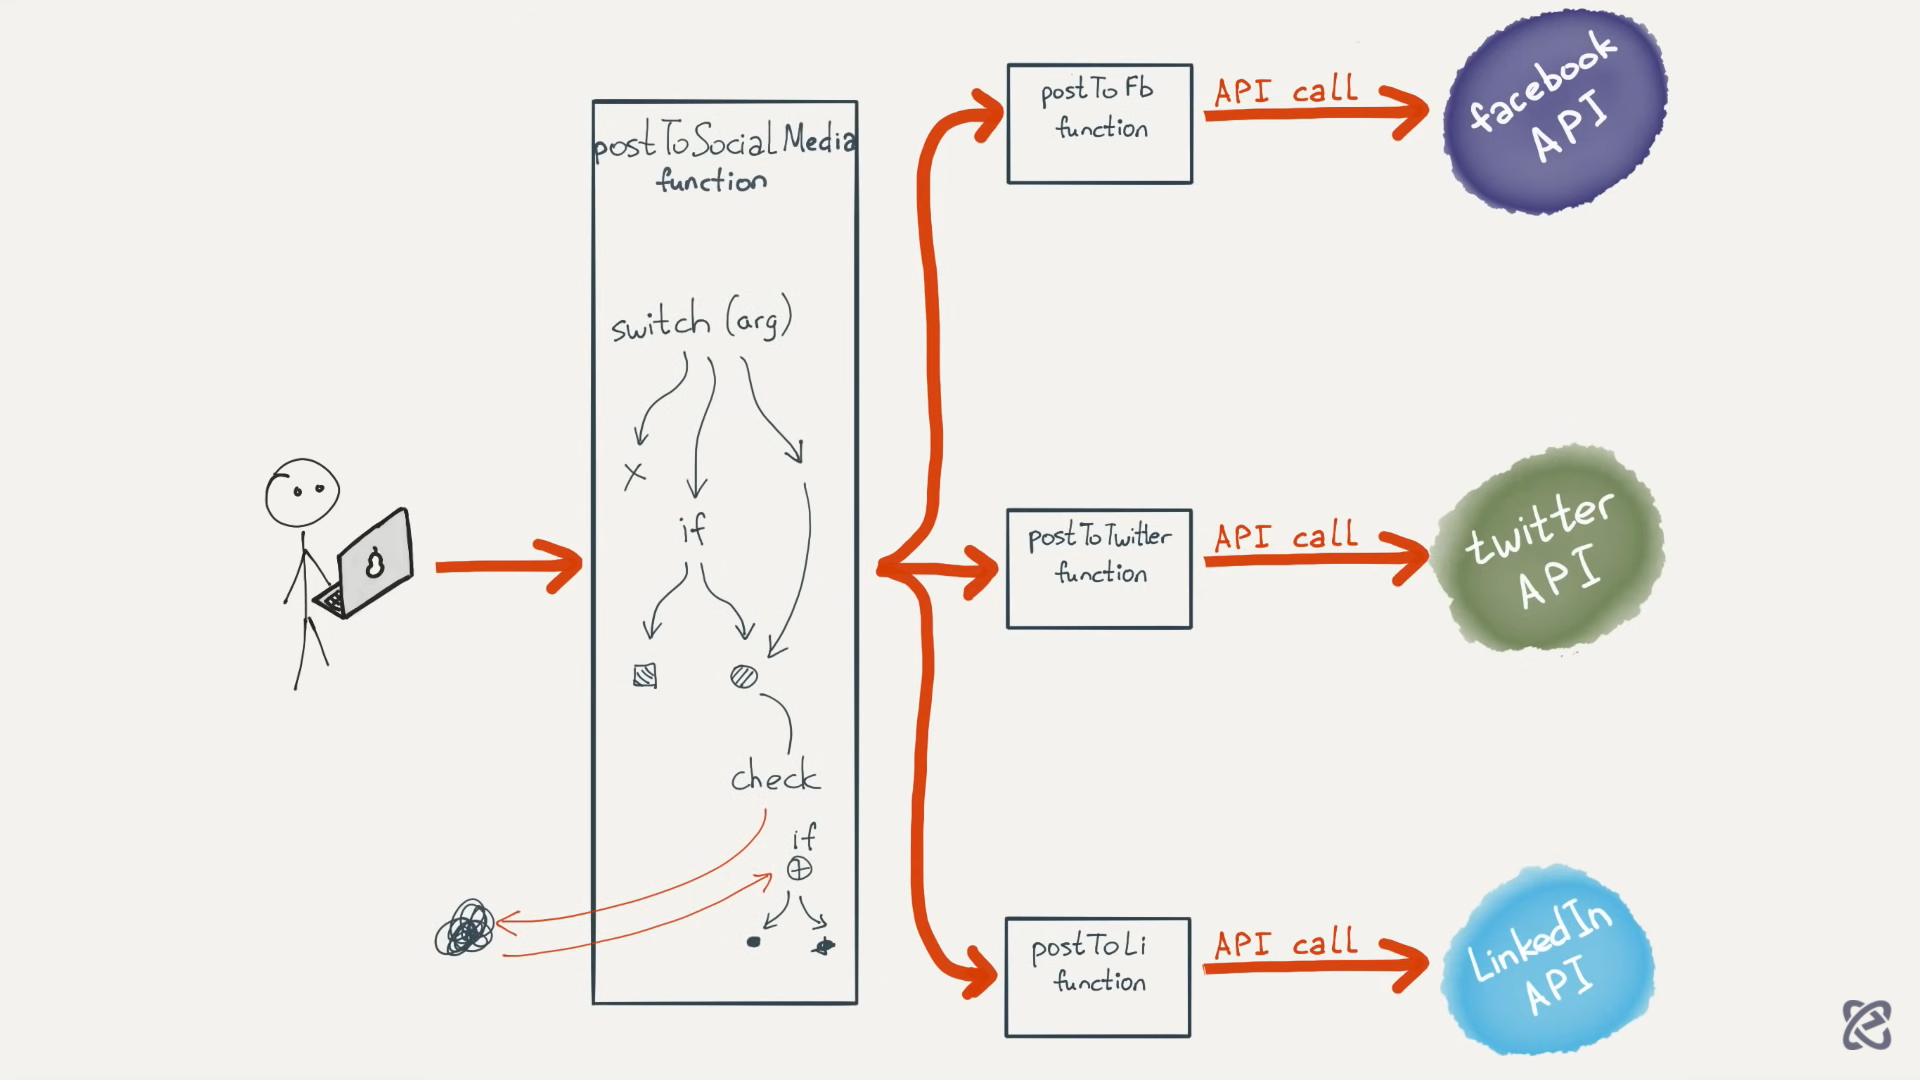 postToSocialMedia
function
switch (arg)
if
check
if
postToFb
function
API call
facebook
API
postToTwitter
function
API call
twitter
API
postToLi
function
API call
LinkedIn
API